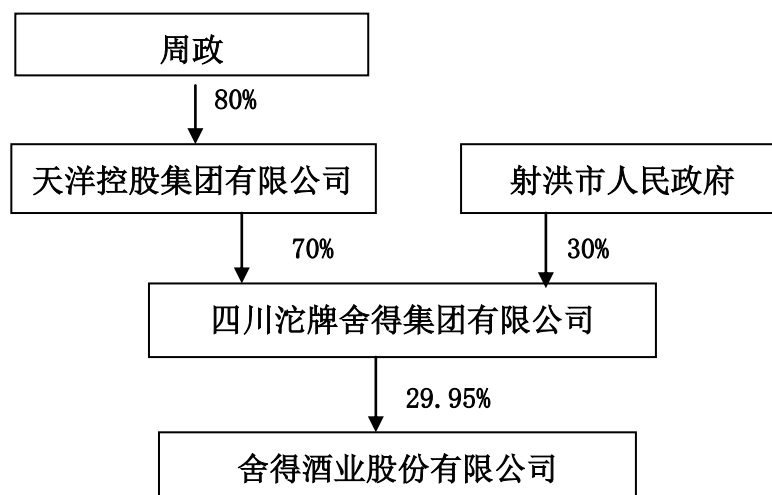 周政
80%
天洋控股集团有限公司
射洪市人民政府
70%
30%
四川沱牌舍得集团有限公司
29.95%
舍得酒业股份有限公司